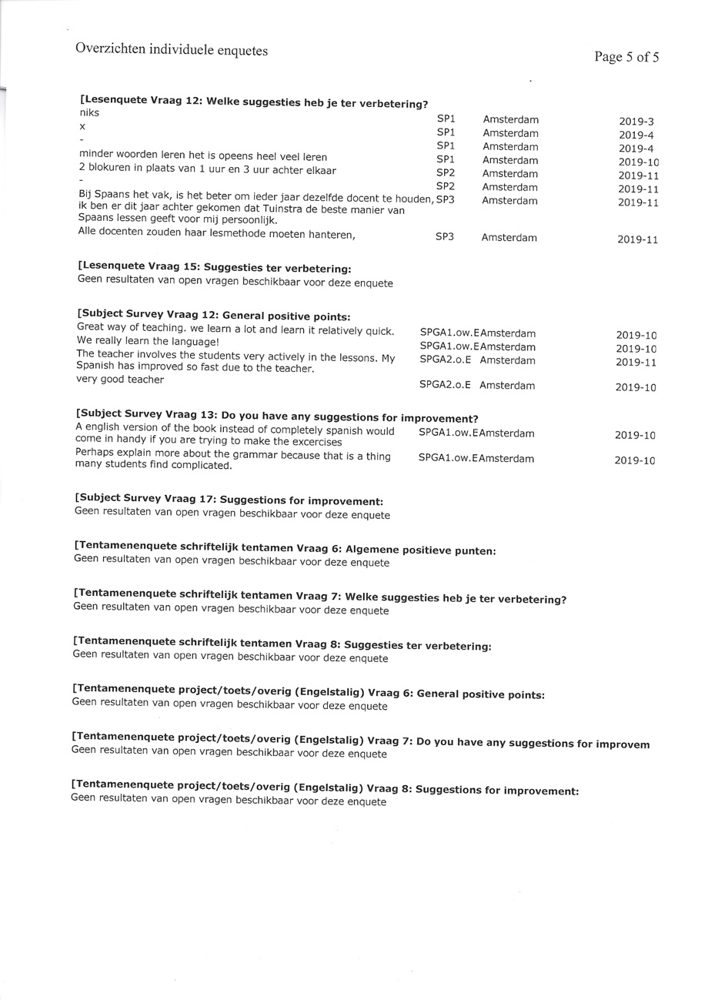 Overzichten individuele enquetes
Page 5 of 5
[Lesenquete Vraag 12: Welke suggesties heb je ter verbetering?
niks SP1 Amsterdam 2019-3
x SP1 Amsterdam 2019-4
- SP1 Amsterdam 2019-4
minder woorden leren het is opeens heel veel leren SP1 Amsterdam 2019-10
2 blokuren in plaats van 1 uur en 3 uur achter elkaar SP2 Amsterdam 2019-11
- SP2 Amsterdam 2019-11
Bij Spaans het vak, is het beter om ieder jaar dezelfde docent te houden, SP3 Amsterdam 2019-11
ik ben er dit jaar achter gekomen dat Tuinstra de beste manier van
Spaans lessen geeft voor mij persoonlijk.
Alle docenten zouden haar lesmethode moeten hanteren, SP3 Amsterdam 2019-11
[Lesenquete Vraag 15: Suggesties ter verbetering:
Geen resultaten van open vragen beschikbaar voor deze enquete
[Subject Survey Vraag 12: General positive points:
Great way of teaching. we learn a lot and learn it relatively quick. SPGA1.ow.EAmsterdam 2019-10
We really learn the language! SPGA1.ow.EAmsterdam 2019-10
The teacher involves the students very actively in the lessons. My SPGA2.o.E Amsterdam 2019-11
Spanish has improved so fast due to the teacher.
very good teacher SPGA2.o.E Amsterdam 2019-10
[Subject Survey Vraag 13: Do you have any suggestions for improvement?
A english version of the book instead of completely spanish would SPGA1.ow.EAmsterdam 2019-10
come in handy if you are trying to make the excercises
Perhaps explain more about the grammar because that is a thing SPGA1.ow.EAmsterdam 2019-10
many students find complicated.
[Subject Survey Vraag 17: Suggestions for improvement:
Geen resultaten van open vragen beschikbaar voor deze enquete
[Tentamenenquete schriftelijk tentamen Vraag 6: Algemene positieve punten:
Geen resultaten van open vragen beschikbaar voor deze enquete
[Tentamenenquete schriftelijk tentamen Vraag 7: Welke suggesties heb je ter verbetering?
Geen resultaten van open vragen beschikbaar voor deze enquete
[Tentamenenquete schriftelijk tentamen Vraag 8: Suggesties ter verbetering:
Geen resultaten van open vragen beschikbaar voor deze enquete
[Tentamenenquete project/toets/overig (Engelstalig) Vraag 6: General positive points:
Geen resultaten van open vragen beschikbaar voor deze enquete
[Tentamenenquete project/toets/overig (Engelstalig) Vraag 7: Do you have any suggestions for improvem
Geen resultaten van open vragen beschikbaar voor deze enquete
[Tentamenenquete project/toets/overig (Engelstalig) Vraag 8: Suggestions for improvement:
Geen resultaten van open vragen beschikbaar voor deze enquete